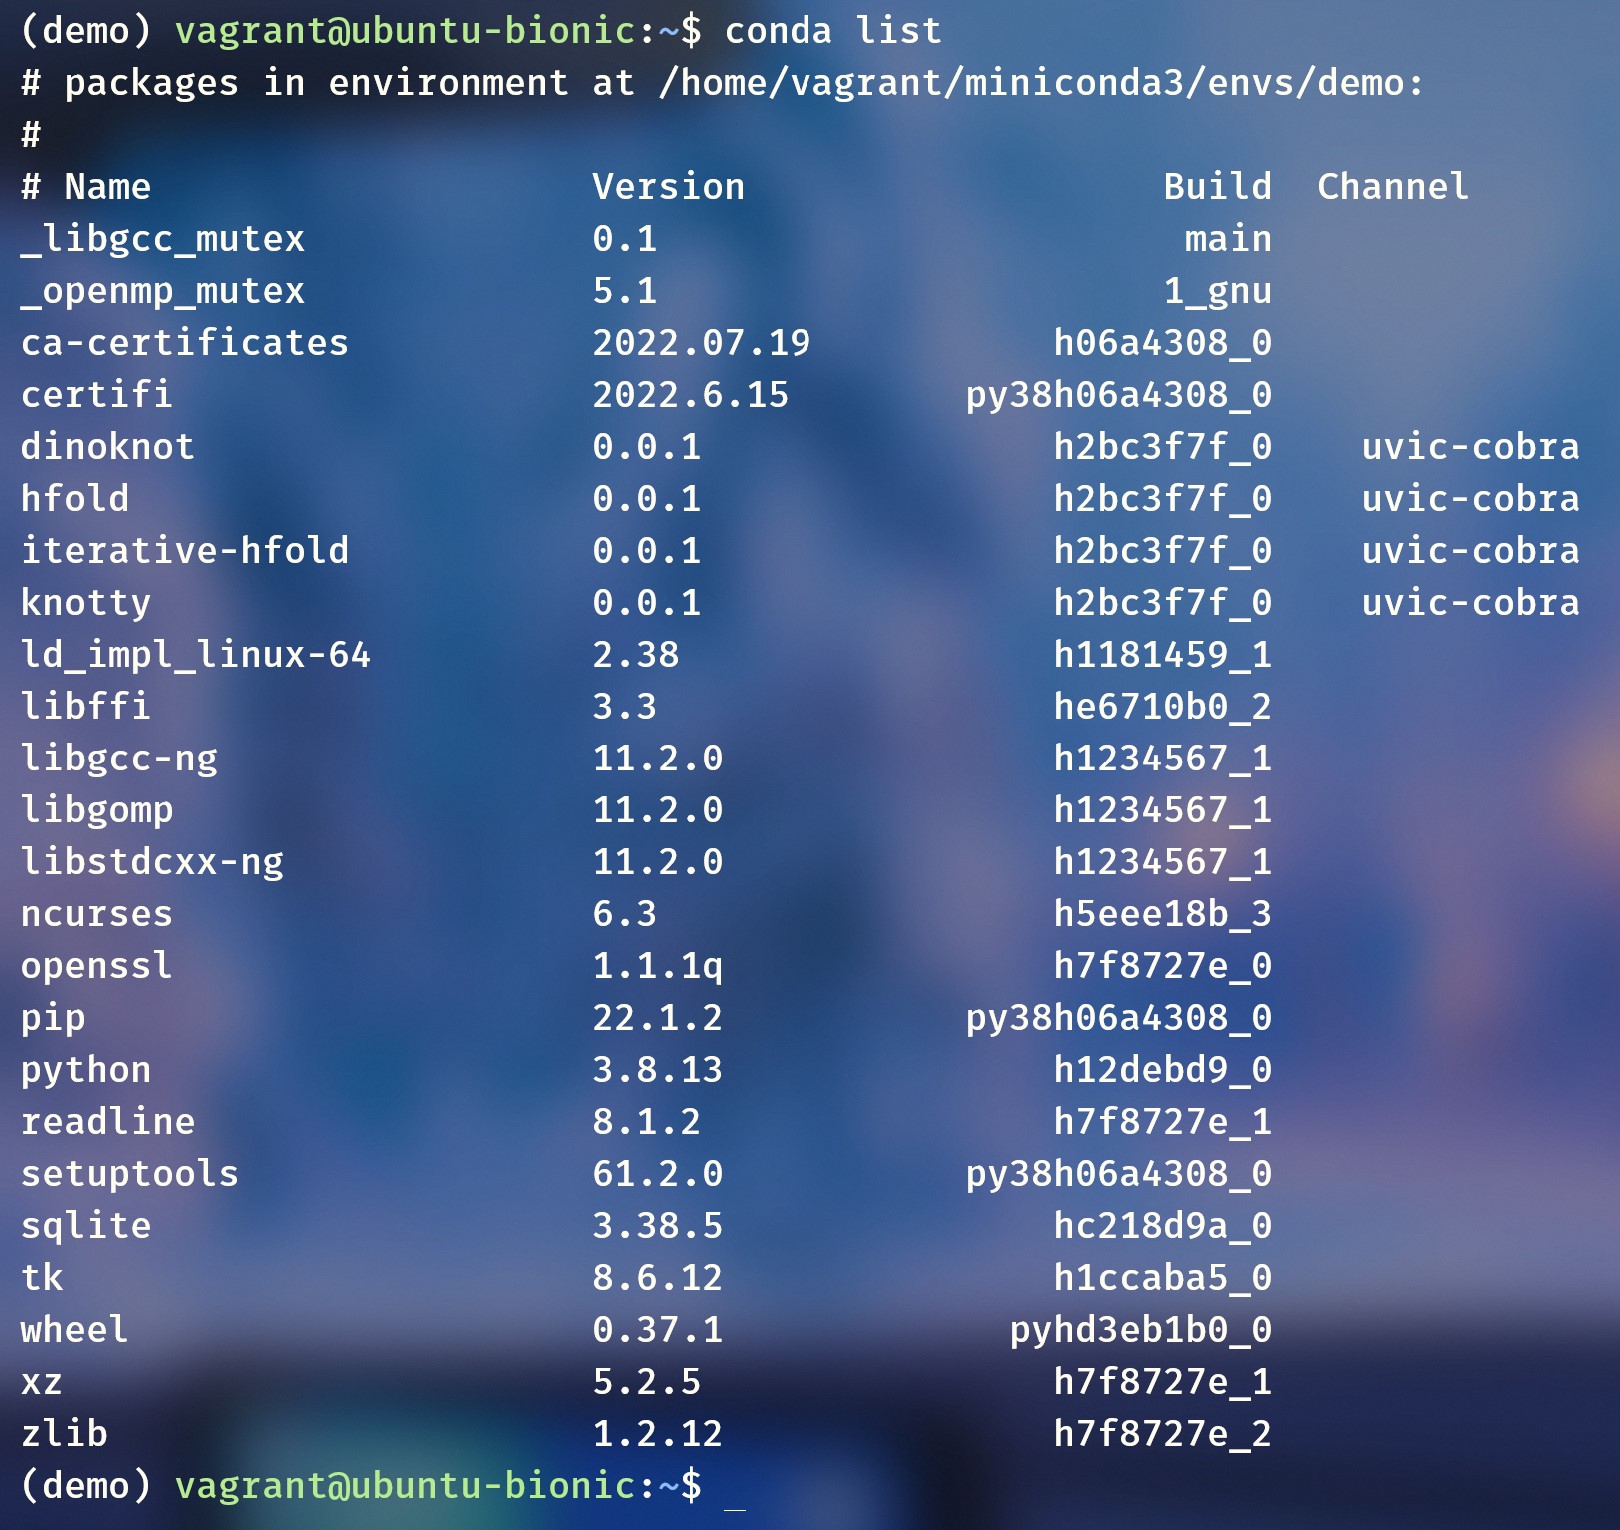 (demo) vagrant@ubuntu-bionic:~$ conda list
# packages in environment at /home/vagrant/miniconda3/envs/demo:
#
# Name                    Version                   Build  Channel
_libgcc_mutex             0.1                        main
_openmp_mutex             5.1                       1_gnu
ca-certificates           2022.07.19           h06a4308_0
certifi                   2022.6.15        py38h06a4308_0
dinoknot                  0.0.1                h2bc3f7f_0    uvic-cobra
hfold                     0.0.1                h2bc3f7f_0    uvic-cobra
iterative-hfold           0.0.1                h2bc3f7f_0    uvic-cobra
knotty                    0.0.1                h2bc3f7f_0    uvic-cobra
ld_impl_linux-64          2.38                 h1181459_1
libffi                    3.3                  he6710b0_2
libgcc-ng                 11.2.0               h1234567_1
libgomp                   11.2.0               h1234567_1
libstdcxx-ng              11.2.0               h1234567_1
ncurses                   6.3                  h5eee18b_3
openssl                   1.1.1q               h7f8727e_0
pip                       22.1.2           py38h06a4308_0
python                    3.8.13               h12debd9_0
readline                  8.1.2                h7f8727e_1
setuptools                61.2.0           py38h06a4308_0
sqlite                    3.38.5               hc218d9a_0
tk                        8.6.12               h1ccaba5_0
wheel                     0.37.1             pyhd3eb1b0_0
xz                        5.2.5                h7f8727e_1
zlib                      1.2.12               h7f8727e_2
(demo) vagrant@ubuntu-bionic:~$ _